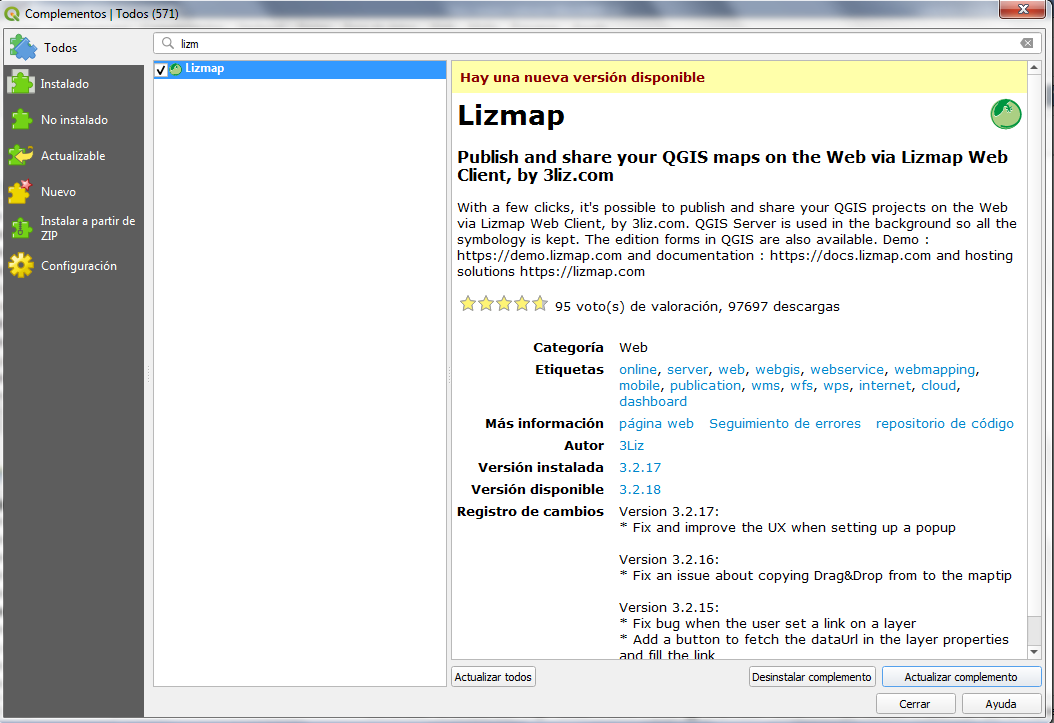 Complementos | Todos (571)
Todos
Instalado
No instalado
Actualizable
Nuevo
Instalar a partir de
ZIP
Configuración
lizm
Lizmap
Hay una nueva versión disponible
Lizmap
Publish and share your QGIS maps on the Web via Lizmap Web
Client, by 3liz.com
With a few clicks, it's possible to publish and share your QGIS projects on the Web
via Lizmap Web Client, by 3liz.com. QGIS Server is used in the background so all the
symbology is kept. The edition forms in QGIS are also available. Demo :
https://demo.lizmap.com and documentation : https://docs.lizmap.com and hosting
solutions https://lizmap.com
95 voto(s) de valoración, 97697 descargas
Categoría Web
Etiquetas online, server, web, webgis, webservice, webmapping,
mobile, publication, wms, wfs, wps, internet, cloud,
dashboard
Más información página web Seguimiento de errores repositorio de código
Autor 3Liz
Versión instalada 3.2.17
Versión disponible 3.2.18
Registro de cambios Version 3.2.17:
* Fix and improve the UX when setting up a popup
Version 3.2.16:
* Fix an issue about copying Drag&Drop from to the maptip
Version 3.2.15:
* Fix bug when the user set a link on a layer
* Add a button to fetch the dataUrl in the layer properties
and fill the link
Actualizar todos Desinstalar complemento Actualizar complemento
Cerrar Ayuda